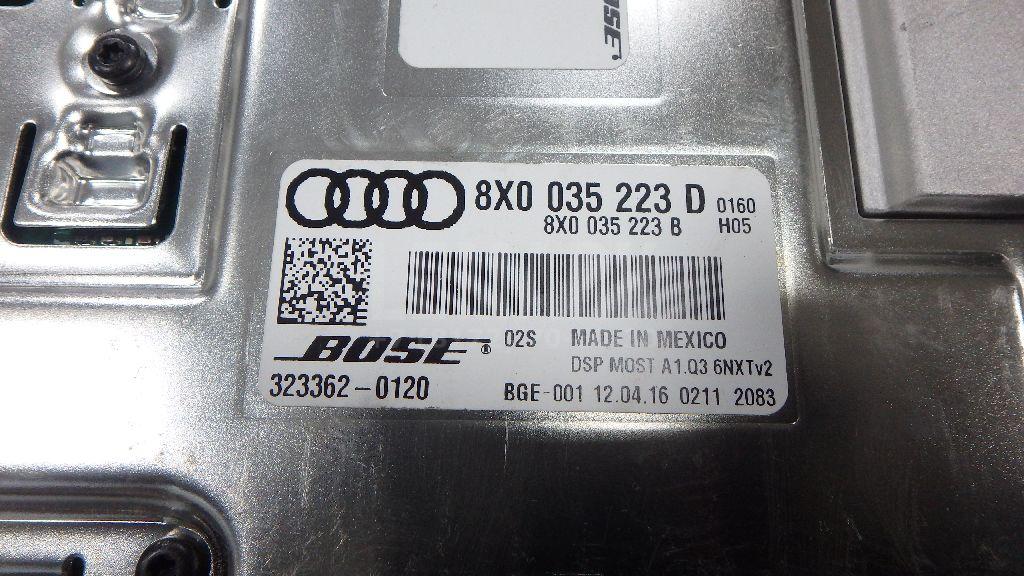 BOSE®
8X0 035 223 D 0160
8X0 035 223 B H05
BOSE® 02S MADE IN MEXICO
DSP MOST A1.Q3 6NXTv2
323362-0120 BGE-001 12.04.16 0211 2083